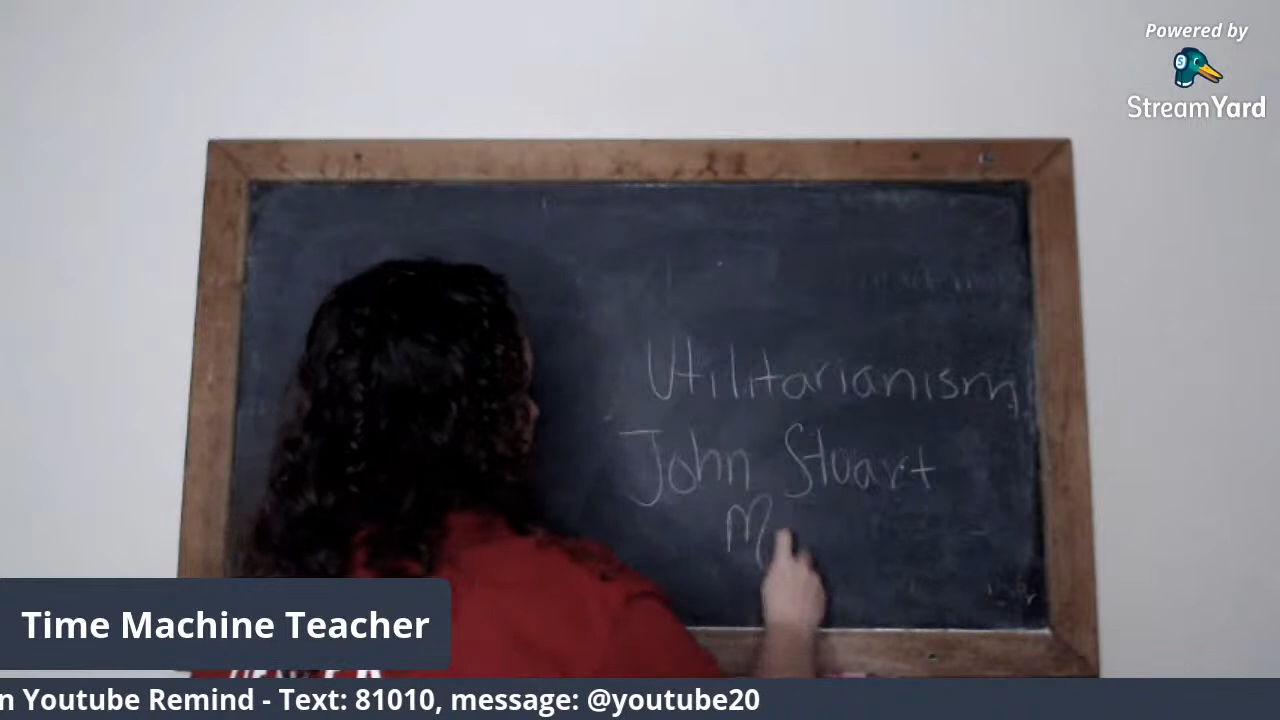 Powered by
StreamYard
Utilitarianism
John Stuart
M
Time Machine Teacher
n Youtube Remind - Text: 81010, message: @youtube20